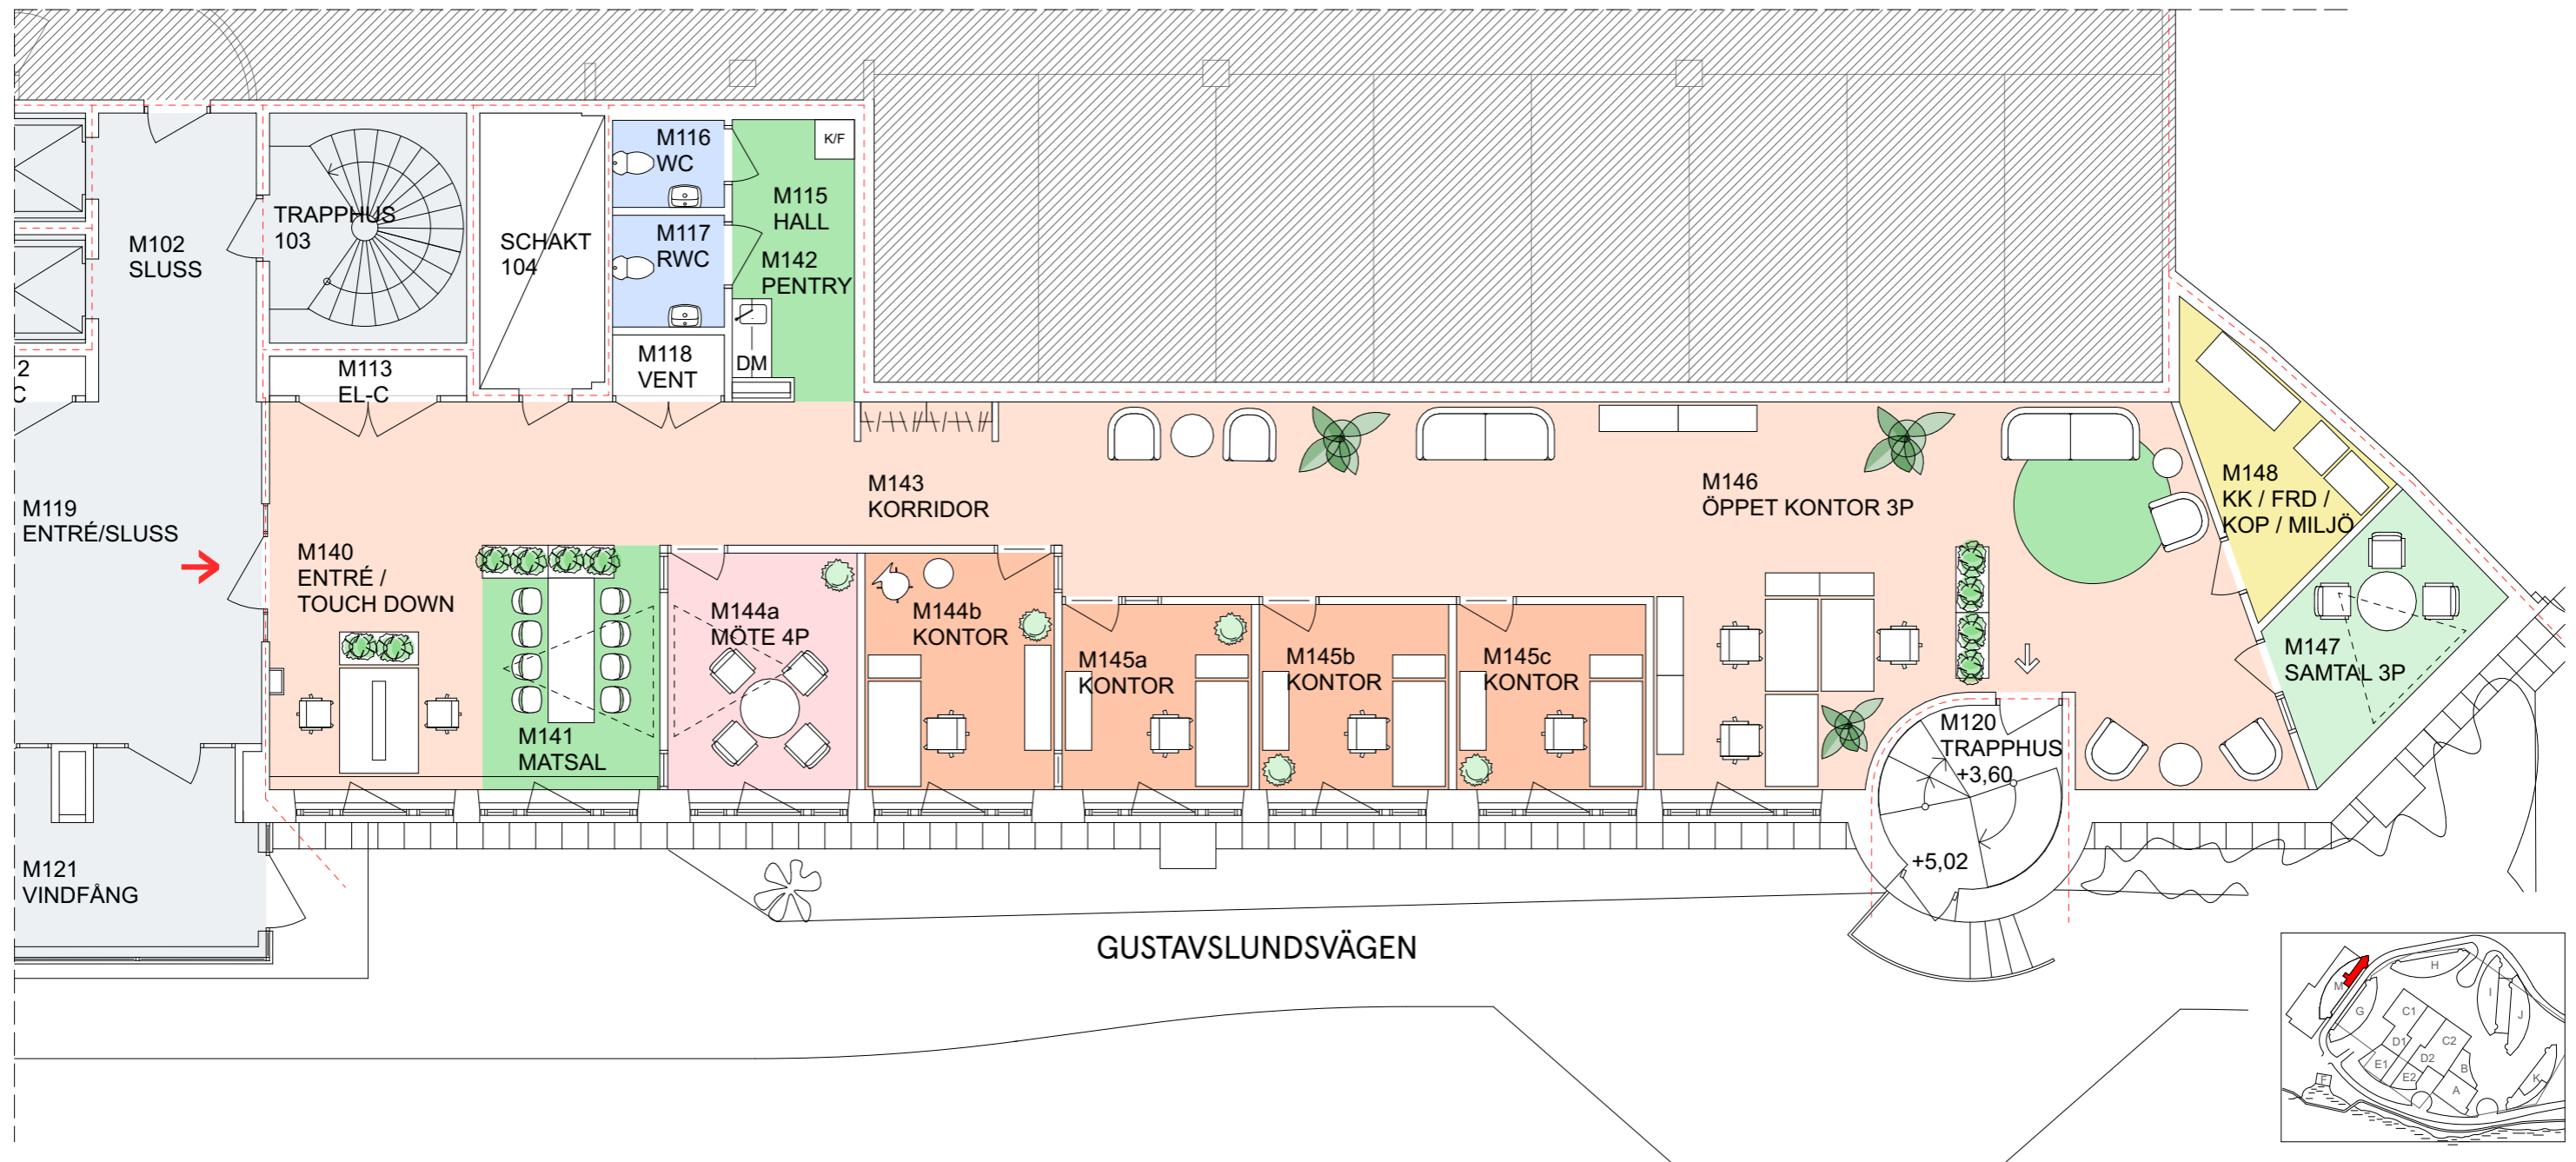 M116
WC
K/F
M115
HALL
M117
RWC
M142
PENTRY
DM
M118
VENT
TRAPPHUS
103
SCHAKT
104
M102
SLUSS
M113
EL-C
2
C
M119
ENTRÉ/SLUSS
M140
ENTRÉ /
TOUCH DOWN
M141
MATSAL
M143
KORRIDOR
M144a
MÖTE 4P
M144b
KONTOR
M145a
KONTOR
M145b
KONTOR
M145c
KONTOR
M146
ÖPPET KONTOR 3P
M148
KK / FRD /
KOP / MILJÖ
M147
SAMTAL 3P
M120
TRAPPHUS
+3,60
+5,02
M121
VINDFÅNG
GUSTAVSLUNDSVÄGEN
H
M
I
G
C1
J
D1
C2
D2
E1
B
E2
K
F
A